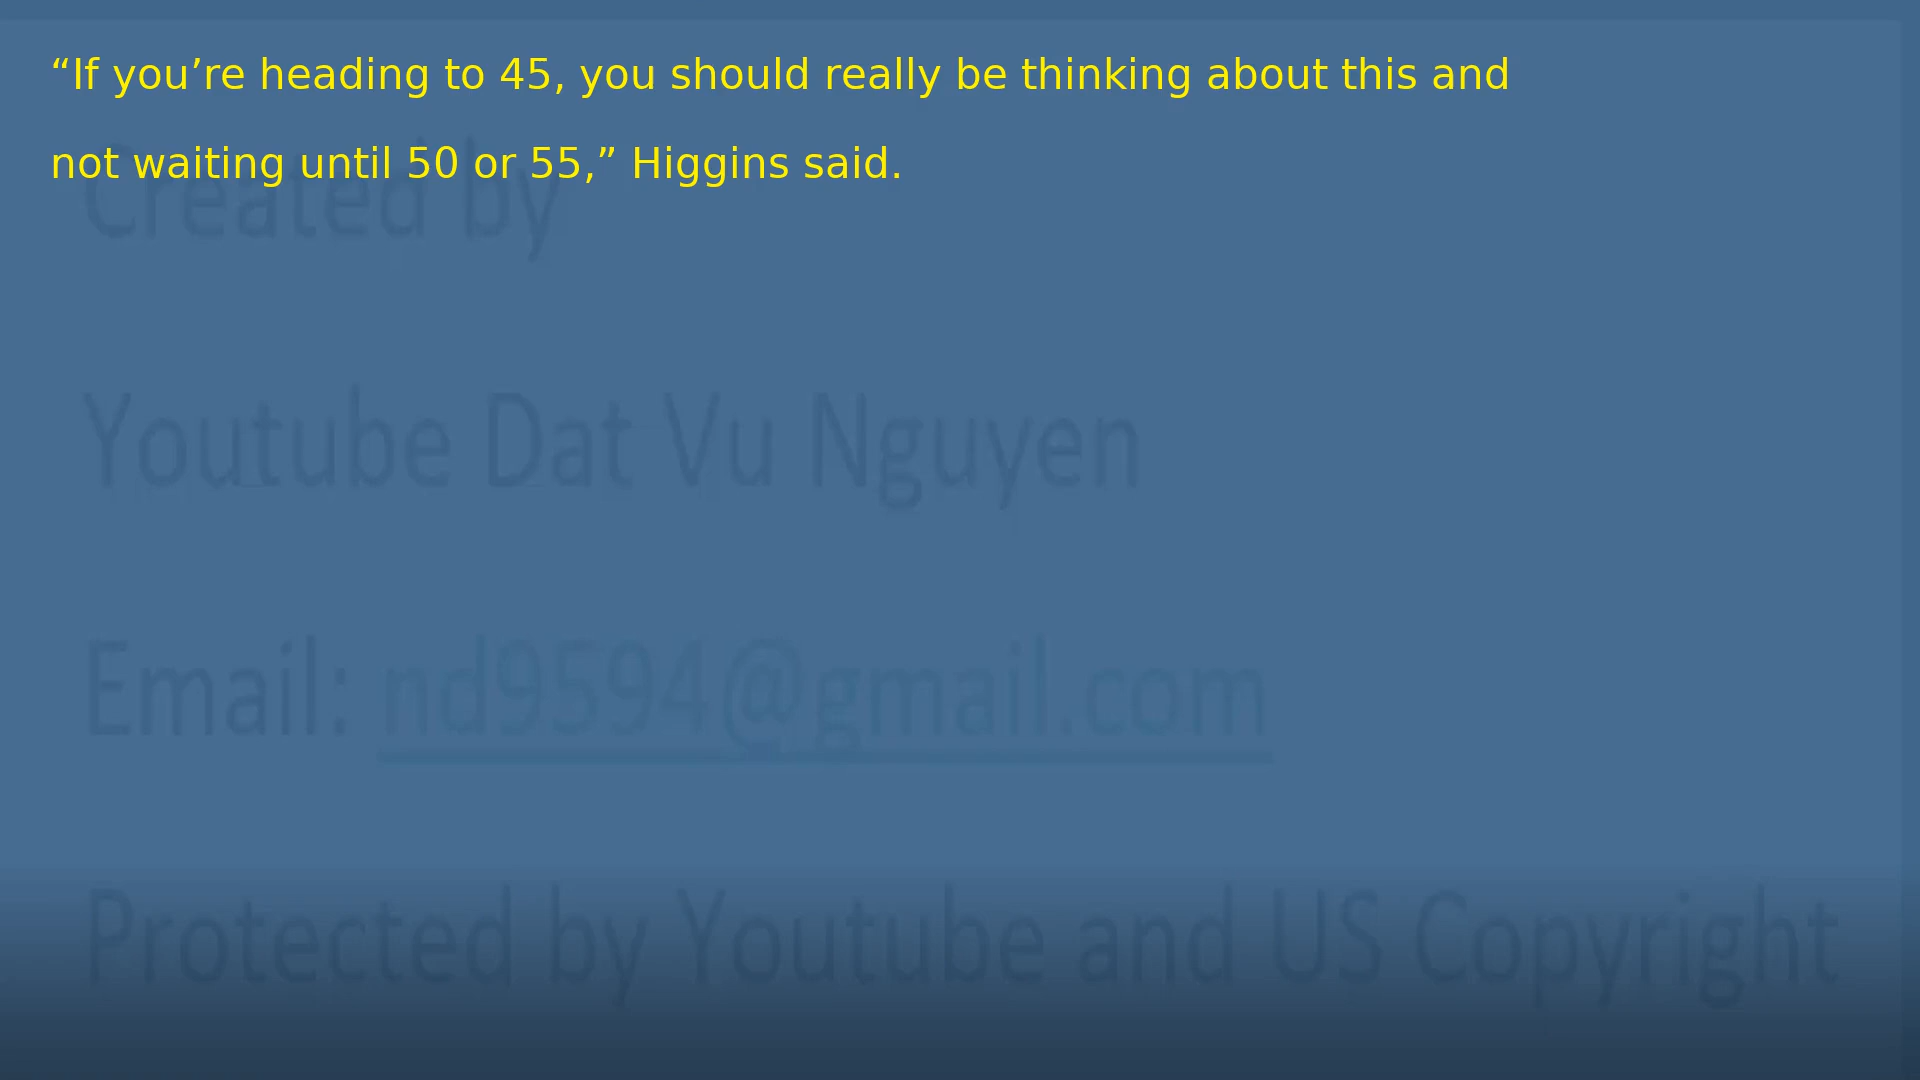 “If you’re heading to 45, you should really be thinking about this and
not waiting until 50 or 55,” Higgins said.
Created by
Youtube Dat Vu Nguyen
Email: nd9594@gmail.com
Protected by Youtube and US Copyright